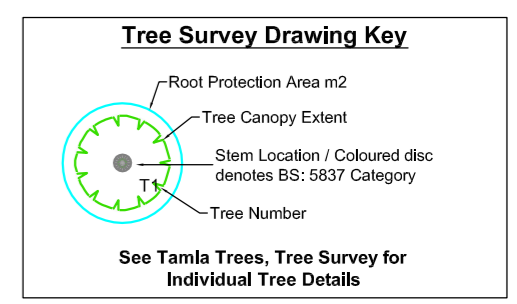 Tree Survey Drawing Key
Root Protection Area m2
Tree Canopy Extent
Stem Location / Coloured disc
denotes BS: 5837 Category
T1
Tree Number
See Tamla Trees, Tree Survey for
Individual Tree Details